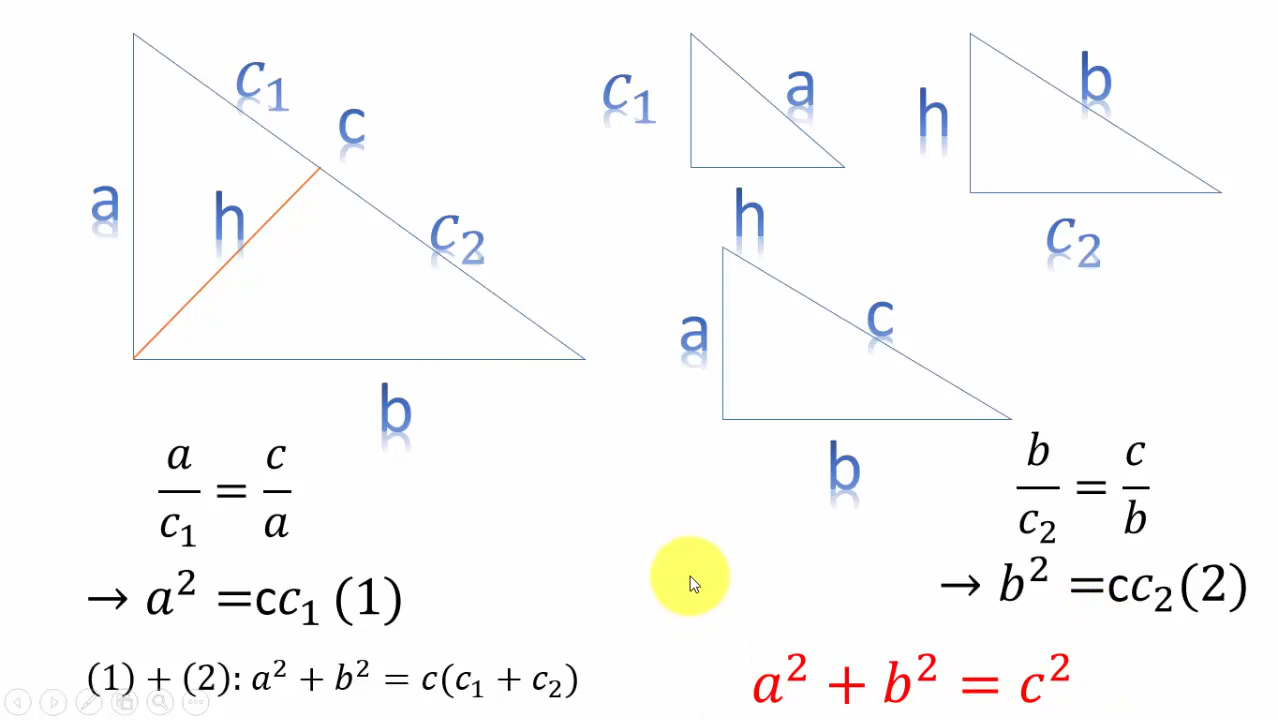 c₁
c
a
h
c₂
b
c₁
a
h
h
b
c₂
a
c
b
a/c₁ = c/a
→ a² =cc₁ (1)
b/c₂ = c/b
→ b² =cc₂(2)
(1) + (2): a² + b² = c(c₁ + c₂)
a² + b² = c²